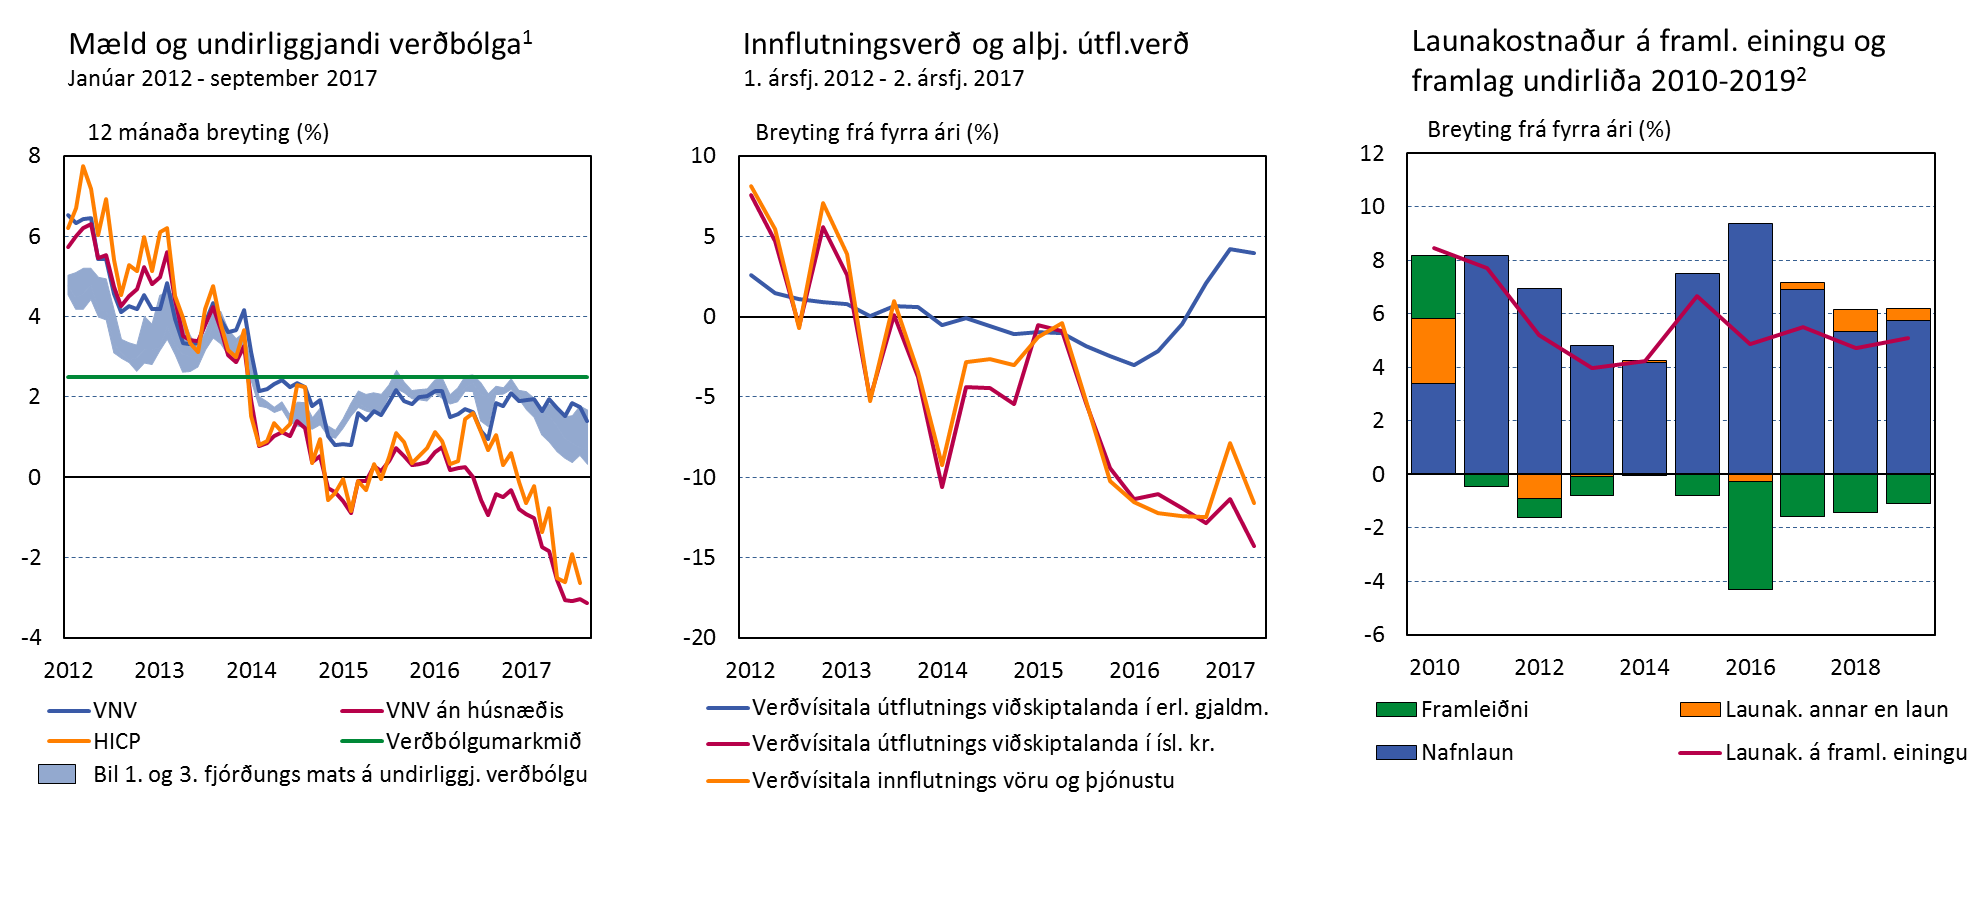 Mæld og undirliggjandi verðbólga1
Janúar 2012 - september 2017
12 mánaða breyting (%)
8
6
4
2
0
-2
-4
2012 2013 2014 2015 2016 2017
VNV
VNV án húsnæðis
HICP
Verðbólgumarkmið
Bil 1. og 3. fjórðungs mats á undirliggj. verðbólgu
Innflutningsverð og alþj. útfl.verð
1. ársfj. 2012 - 2. ársfj. 2017
Breyting frá fyrra ári (%)
10
5
0
-5
-10
-15
-20
2012 2013 2014 2015 2016 2017
Verðvísitala útflutnings viðskiptalanda í erl. gjaldm.
Verðvísitala útflutnings viðskiptalanda í ísl. kr.
Verðvísitala innflutnings vöru og þjónustu
Launakostnaður á framl. einingu og
framlag undirliða 2010-20192
Breyting frá fyrra ári (%)
12
10
8
6
4
2
0
-2
-4
-6
2010 2012 2014 2016 2018
Framleiðni
Launak. annar en laun
Nafnlaun
Launak. á framl. einingu